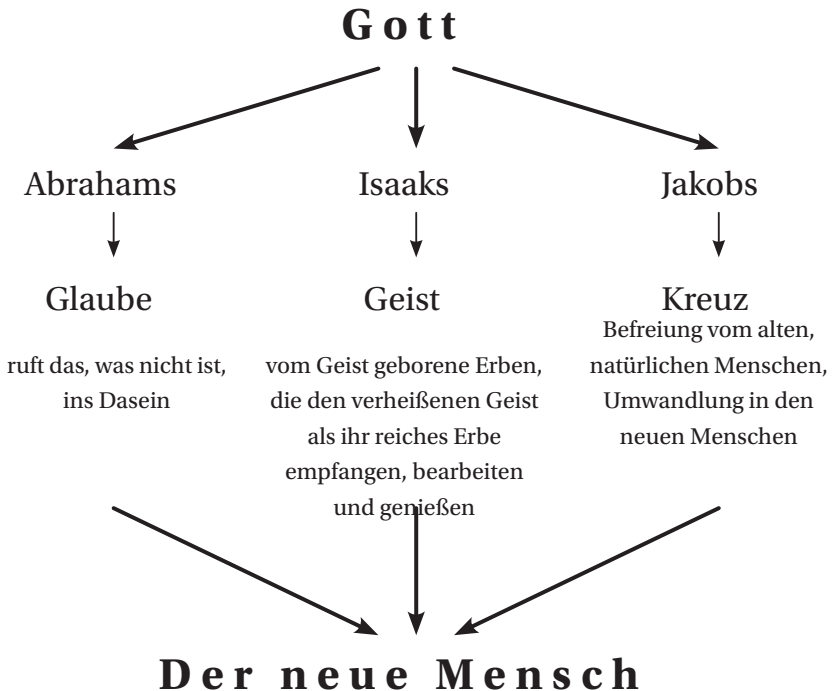 Gott
Abrahams
Isaaks
Jakobs
Glaube
Geist
Kreuz
ruft das, was nicht ist,
ins Dasein
vom Geist geborene Erben,
die den verheißenen Geist
als ihr reiches Erbe
empfangen, bearbeiten
und genießen
Befreiung vom alten,
natürlichen Menschen,
Umwandlung in den
neuen Menschen
Der neue Mensch